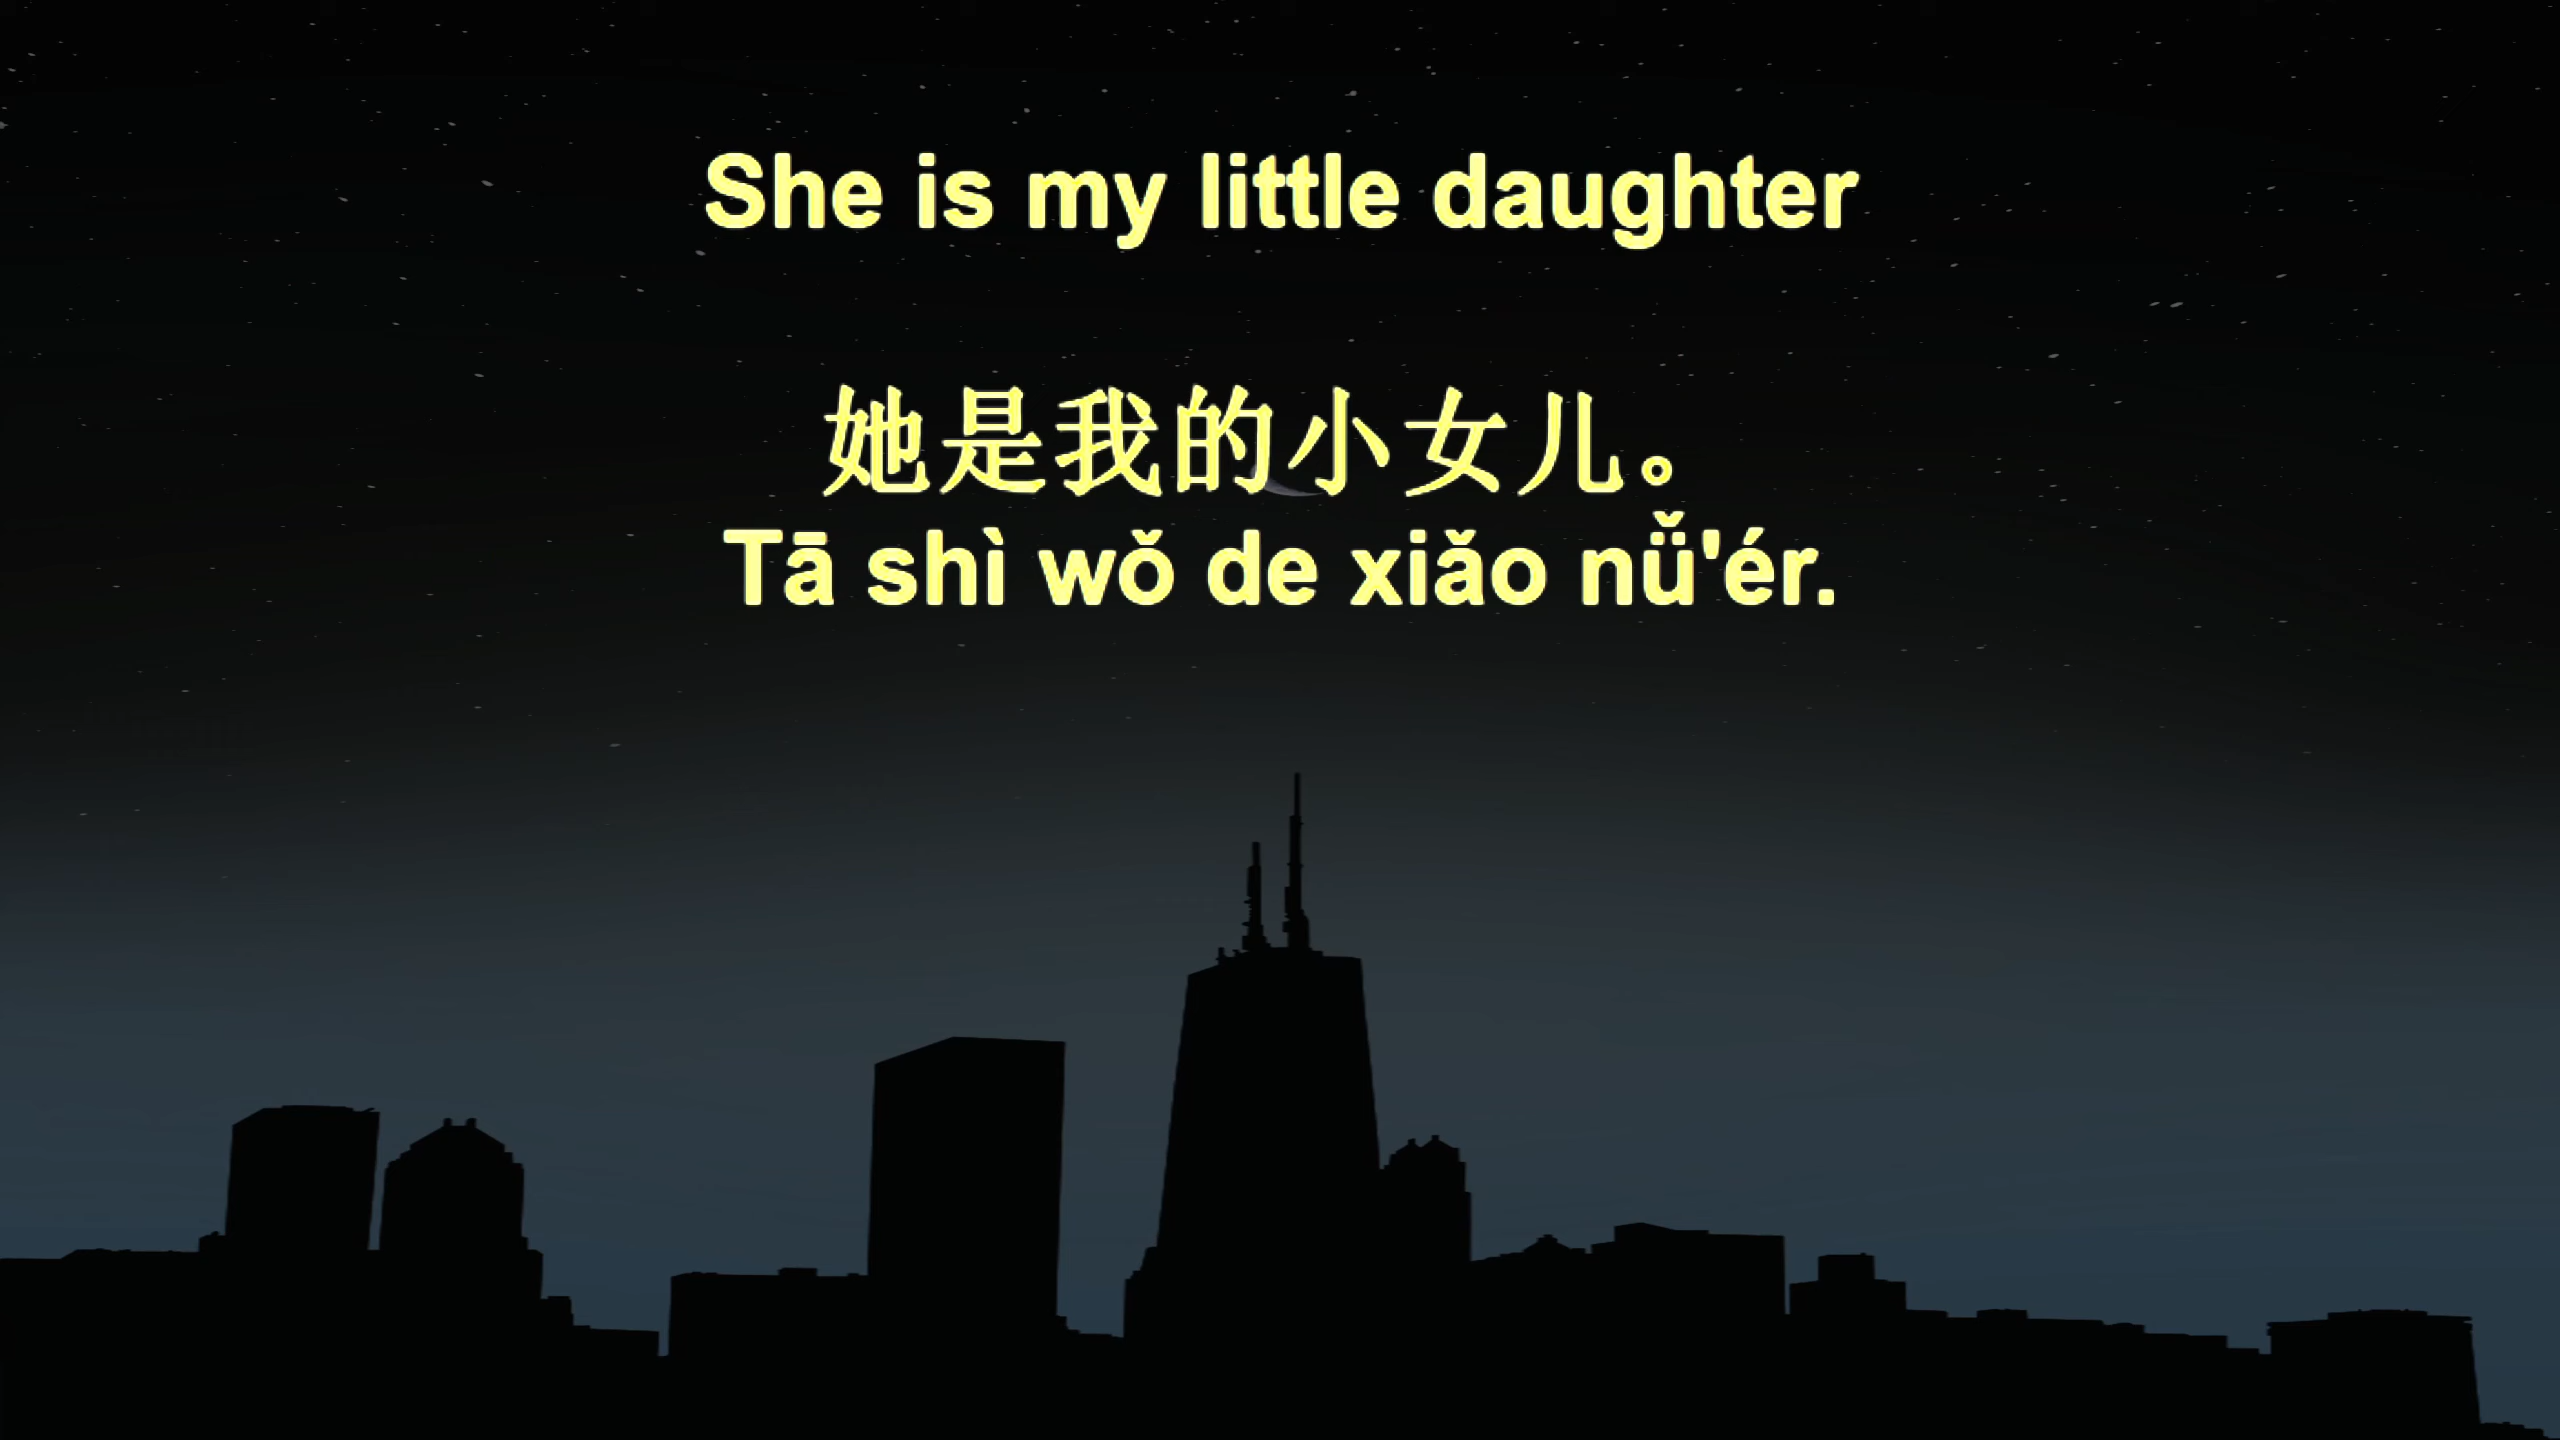 She is my little daughter
她是我的小女儿。
Tā shì wǒ de xiǎo nǚ'ér.